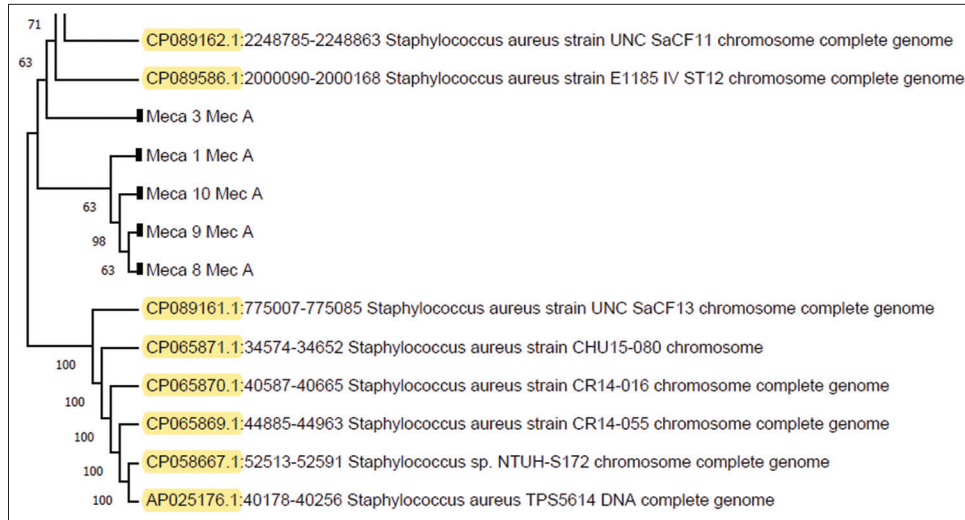 71
CP089162.1:2248785-2248863 Staphylococcus aureus strain UNC SaCF11 chromosome complete genome
63
CP089586.1:2000090-2000168 Staphylococcus aureus strain E1185 IV ST12 chromosome complete genome
Meca 3 Mec A
Meca 1 Mec A
Meca 10 Mec A
63
Meca 9 Mec A
98
Meca 8 Mec A
63
CP089161.1:775007-775085 Staphylococcus aureus strain UNC SaCF13 chromosome complete genome
CP065871.1:34574-34652 Staphylococcus aureus strain CHU15-080 chromosome
100
CP065870.1:40587-40665 Staphylococcus aureus strain CR14-016 chromosome complete genome
100
CP065869.1:44885-44963 Staphylococcus aureus strain CR14-055 chromosome complete genome
100
CP058667.1:52513-52591 Staphylococcus sp. NTUH-S172 chromosome complete genome
100
AP025176.1:40178-40256 Staphylococcus aureus TPS5614 DNA complete genome
100